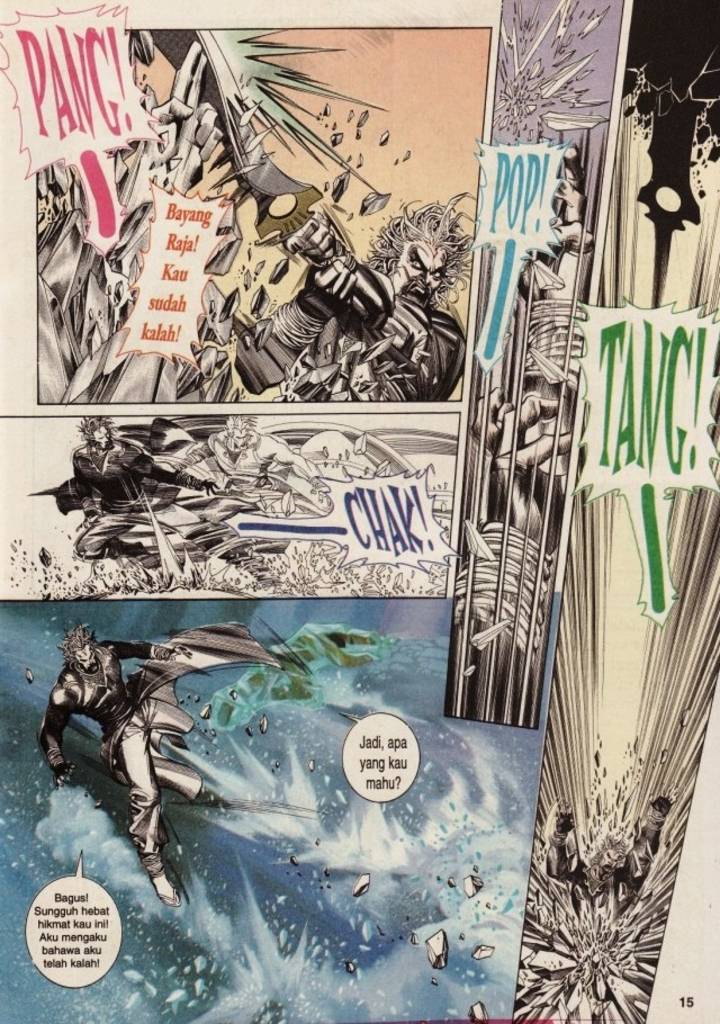 PANG!
Bayang
Raja!
Kau
sudah
kalah!
POP!
TANG!
CHAK!
Jadi, apa
yang kau
mahu?
Bagus!
Sungguh hebat
hikmat kau ini!
Aku mengaku
bahawa aku
telah kalah!
15